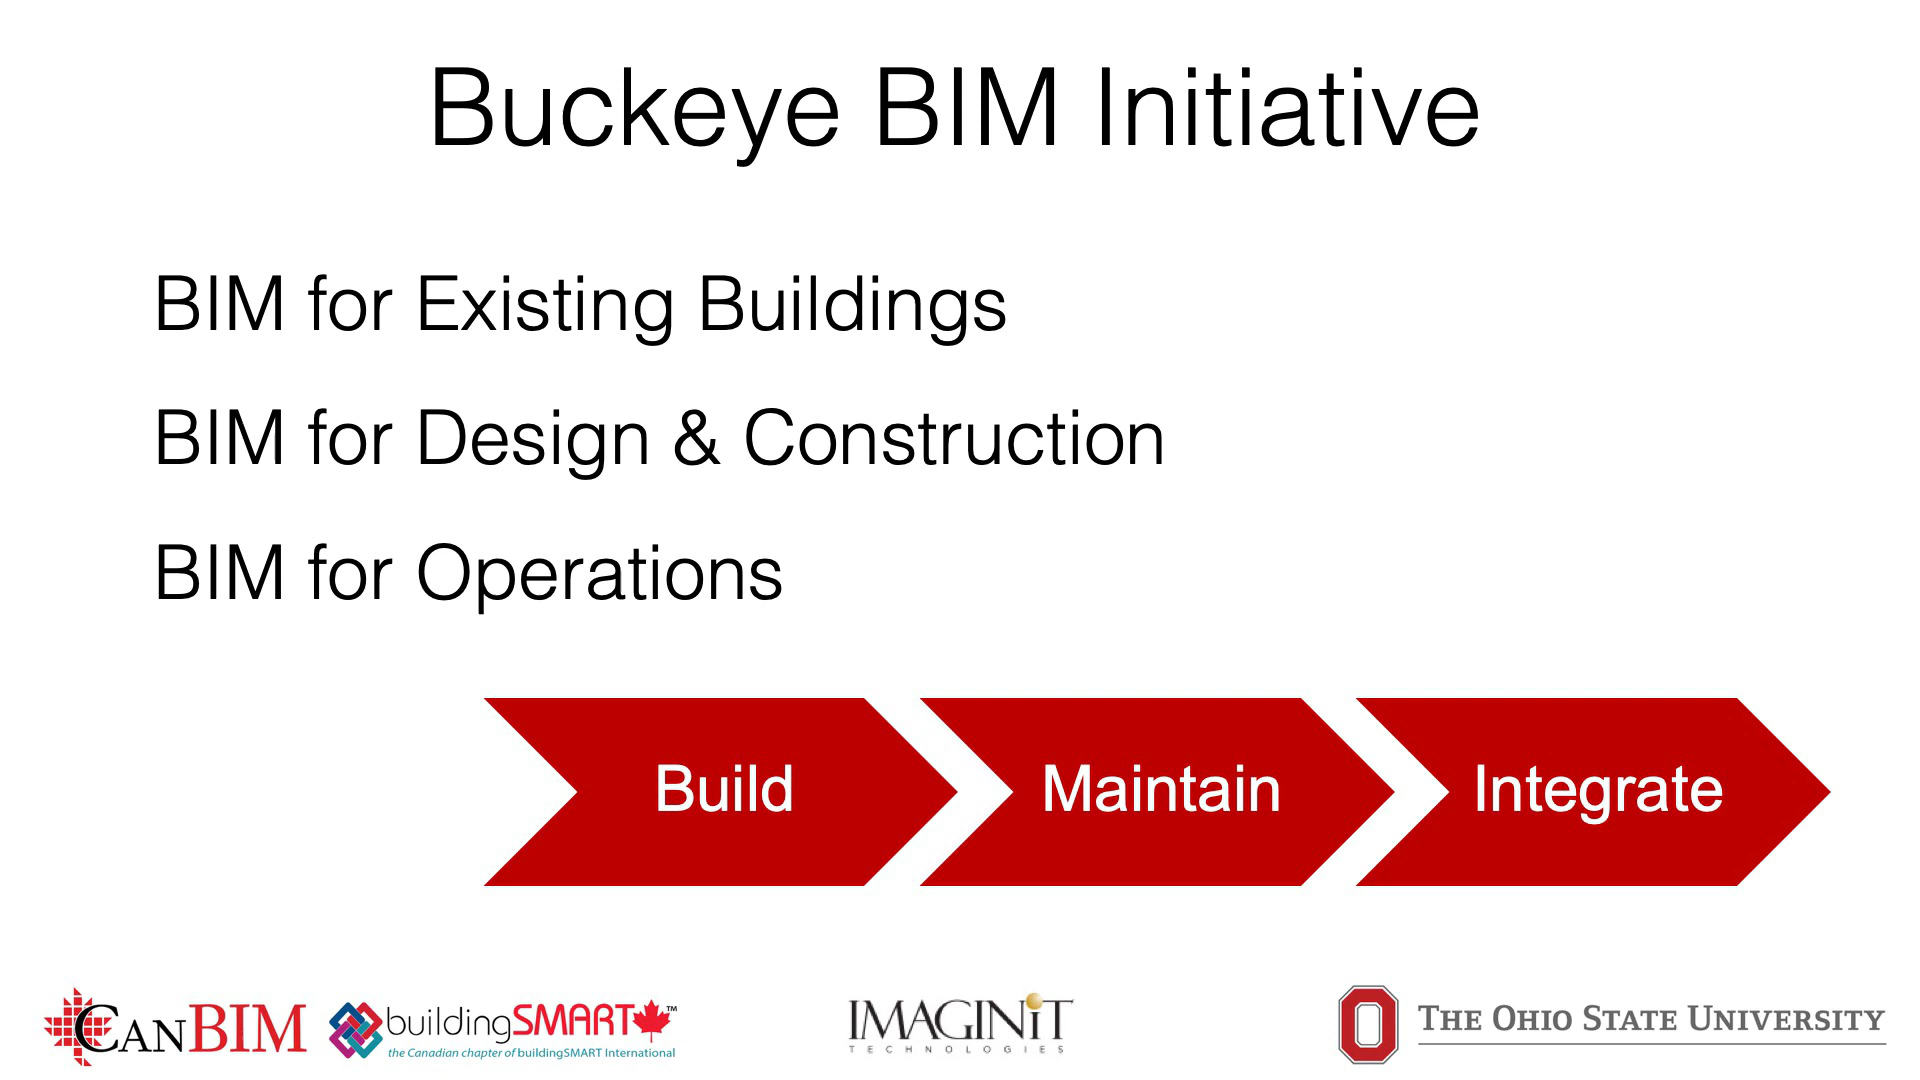 Buckeye BIM Initiative
BIM for Existing Buildings
BIM for Design & Construction
BIM for Operations
Build Maintain Integrate
CANBIM buildingSMART™ IMAGINiT THE OHIO STATE UNIVERSITY
the Canadian chapter of buildingSMART International TECHNOLOGIES